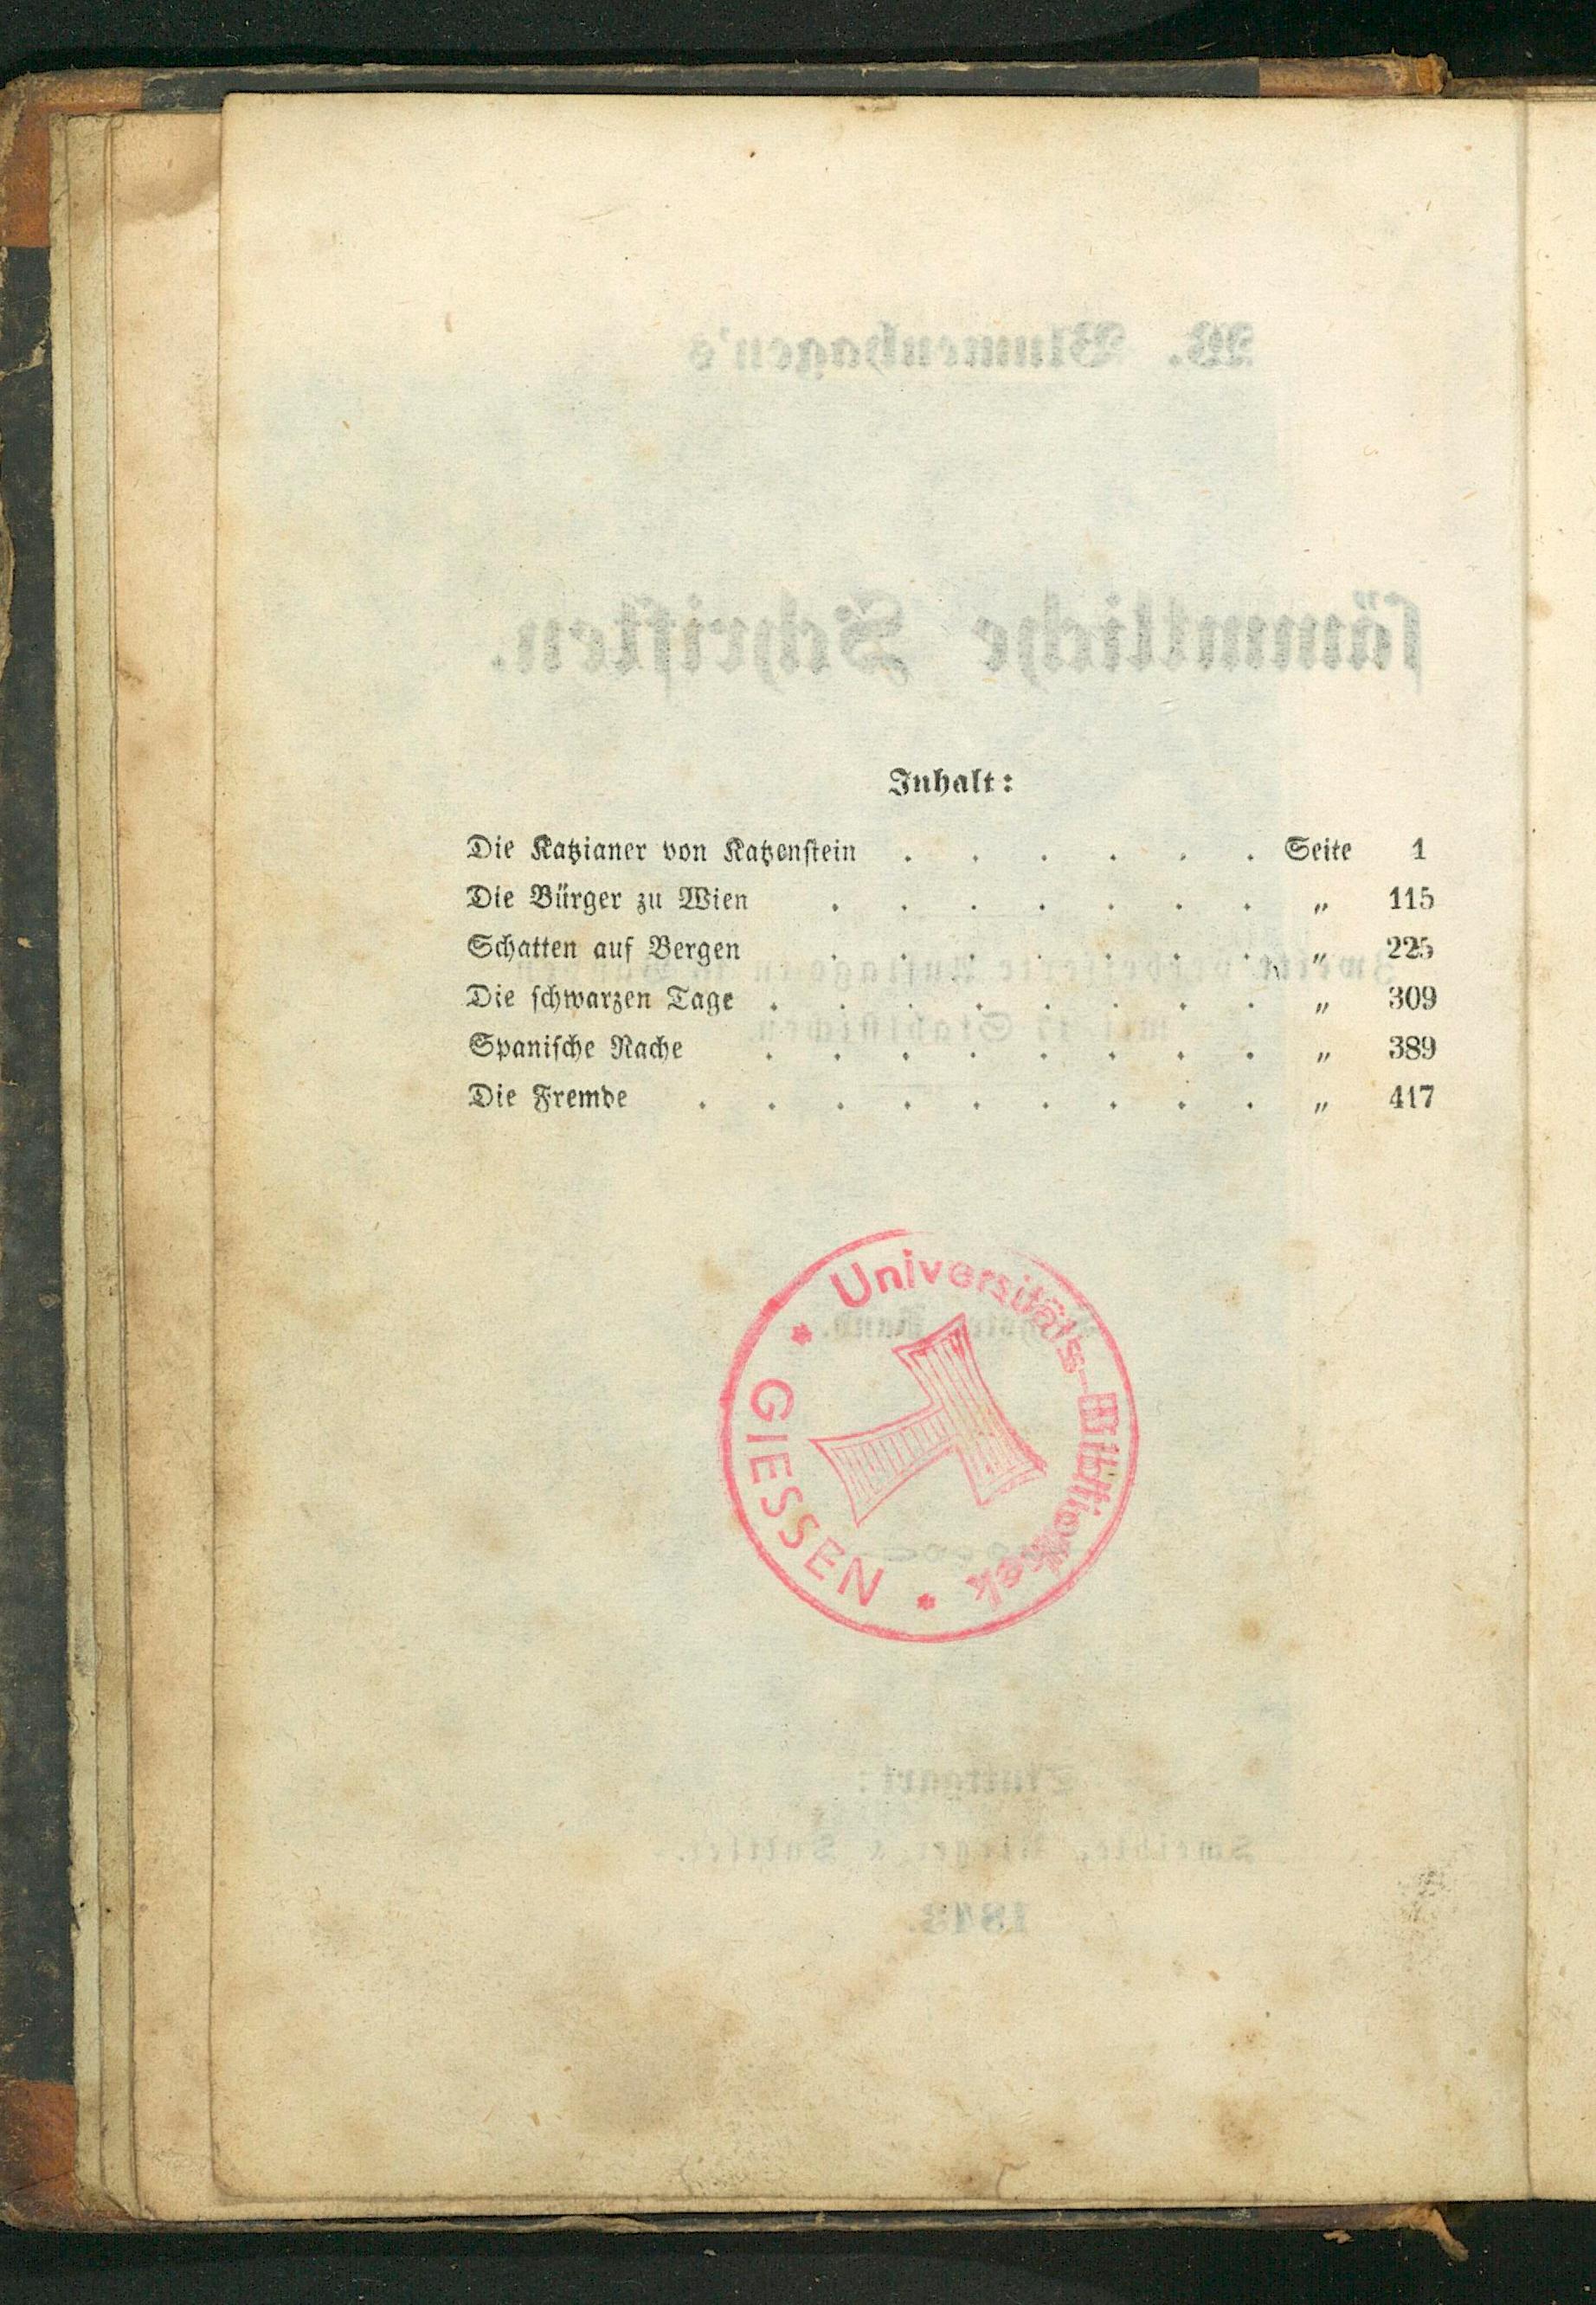 Inhalt:
Die Katzianer von Katzenstein . . . . . . Seite 1
Die Bürger zu Wien . . . . . . . „ 115
Schatten auf Bergen . . . . . . . „ 225
Die ſchwarzen Tage . . . . . . . . „ 309
Spaniſche Rache . . . . . . . . „ 389
Die Fremde . . . . . . . . . „ 417
Universitäts-Bibliothek
* GIESSEN *